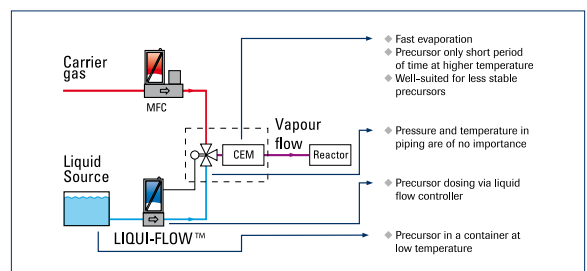 Carrier
gas
MFC
Liquid
Source
LIQUI-FLOW™
Vapour
flow
CEM
Reactor
Fast evaporation
Precursor only short period
of time at higher temperature
Well-suited for less stable
precursors
Pressure and temperature in
piping are of no importance
Precursor dosing via liquid
flow controller
Precursor in a container at
low temperature